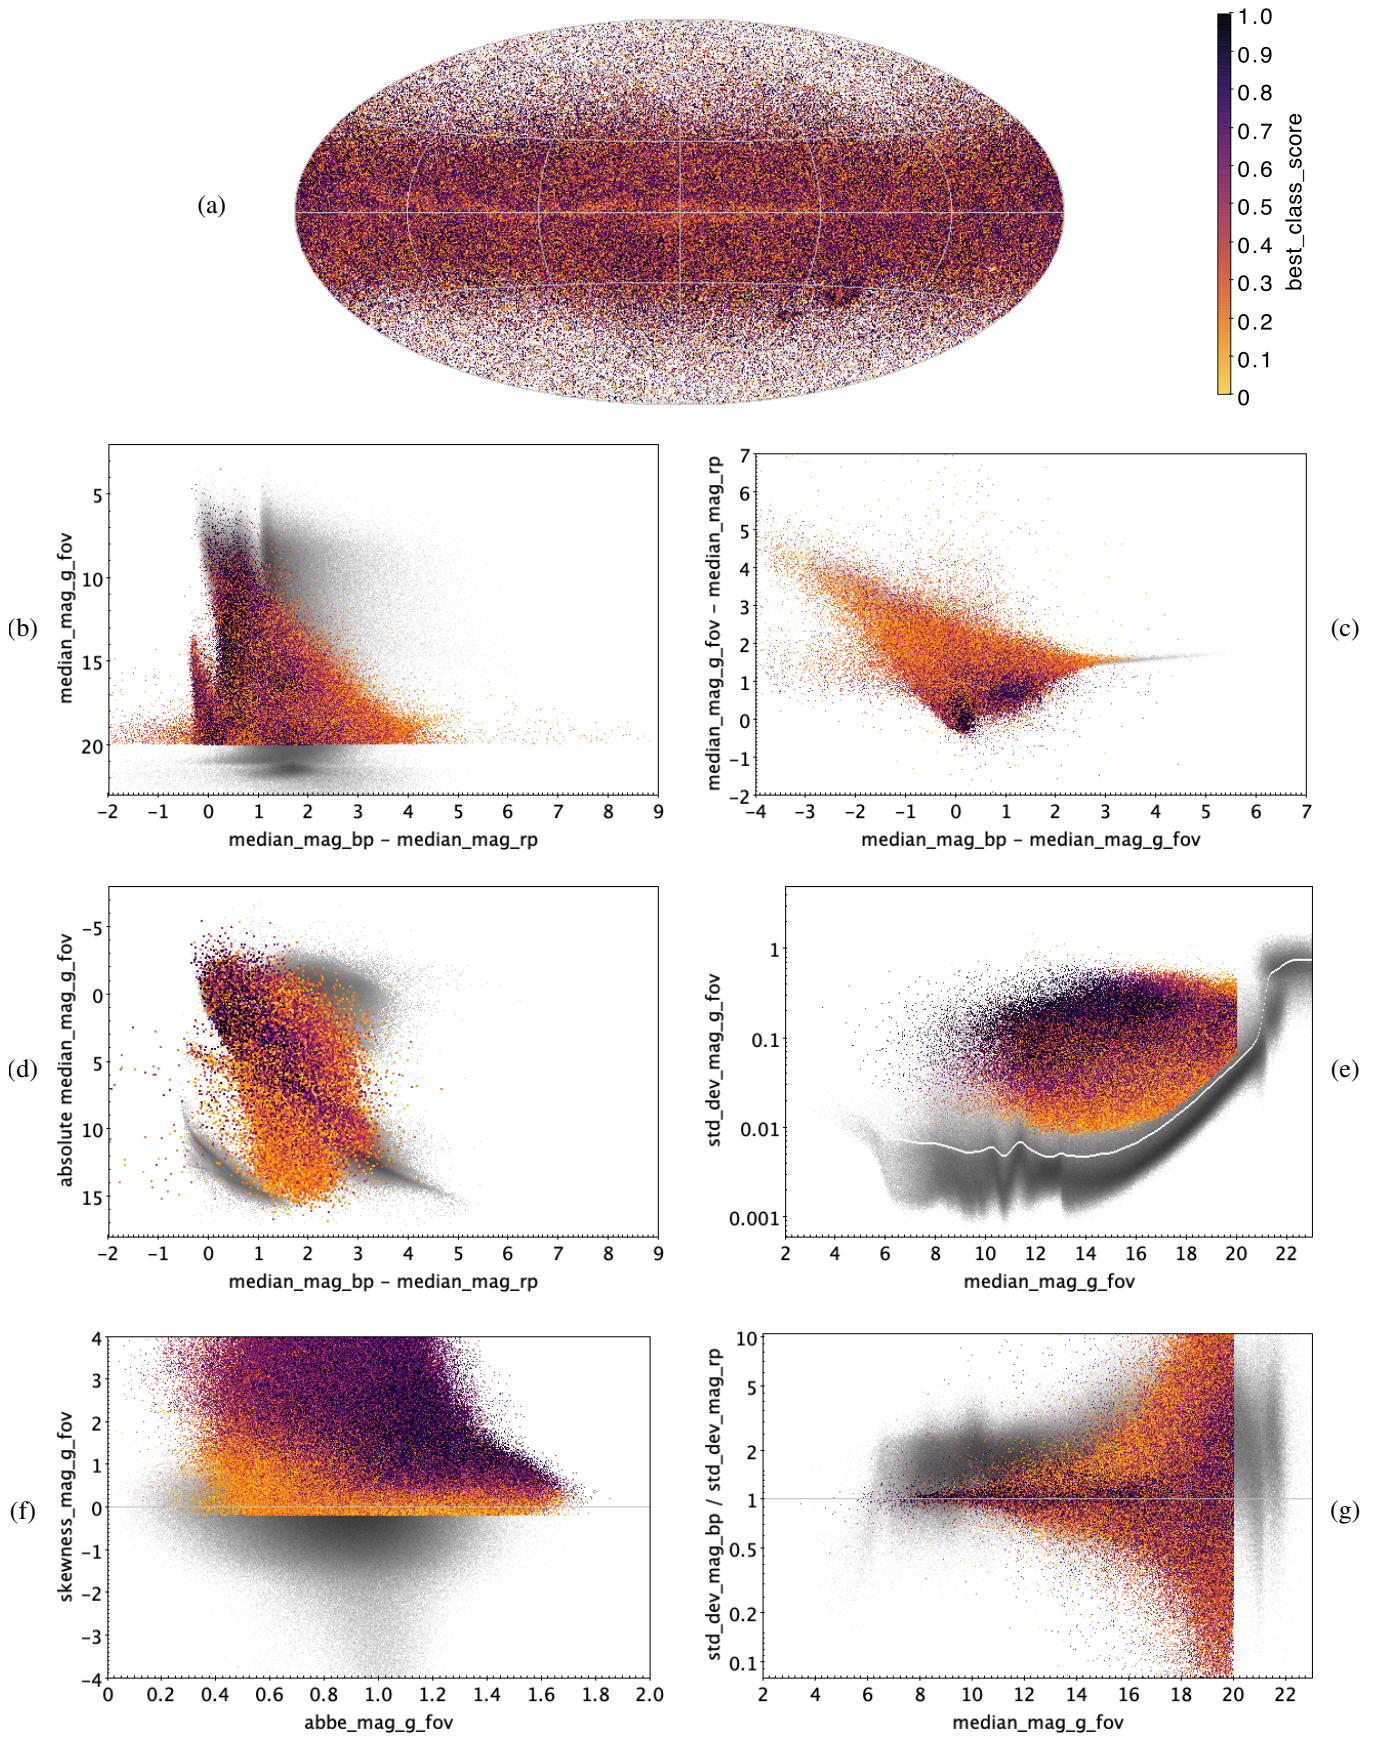 (a)
1.0
0.9
0.8
0.7
0.6
0.5
0.4
0.3
0.2
0.1
0
best_class_score
(b)
5
10
15
20
median_mag_g_fov
−2 −1 0 1 2 3 4 5 6 7 8 9
median_mag_bp − median_mag_rp
7
6
5
4
3
2
1
0
−1
−2
median_mag_g_fov − median_mag_rp
−4 −3 −2 −1 0 1 2 3 4 5 6 7
median_mag_bp − median_mag_g_fov
(c)
(d)
−5
0
5
10
15
absolute median_mag_g_fov
−2 −1 0 1 2 3 4 5 6 7 8 9
median_mag_bp − median_mag_rp
1
0.1
0.01
0.001
std_dev_mag_g_fov
2 4 6 8 10 12 14 16 18 20 22
median_mag_g_fov
(e)
(f)
4
3
2
1
0
−1
−2
−3
−4
skewness_mag_g_fov
0 0.2 0.4 0.6 0.8 1.0 1.2 1.4 1.6 1.8 2.0
abbe_mag_g_fov
10
5
2
1
0.5
0.2
0.1
std_dev_mag_bp / std_dev_mag_rp
2 4 6 8 10 12 14 16 18 20 22
median_mag_g_fov
(g)